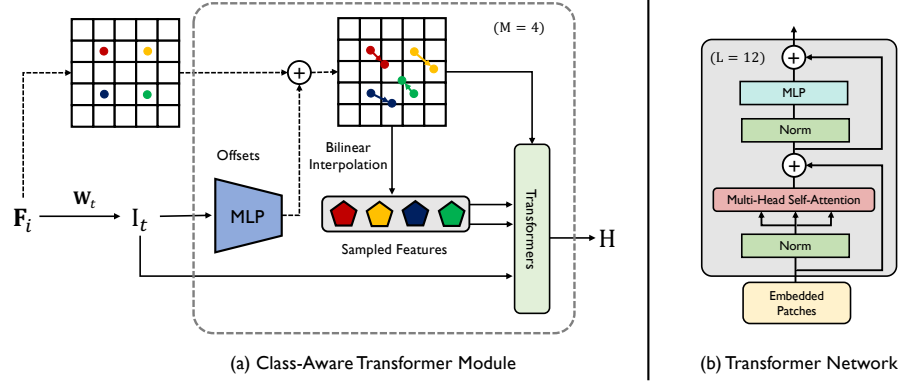 (M = 4)
Offsets
Bilinear
Interpolation
F_i
W_t
I_t
MLP
Sampled Features
Transformers
H
(a) Class-Aware Transformer Module
(L = 12)
MLP
Norm
Multi-Head Self-Attention
Norm
Embedded
Patches
(b) Transformer Network